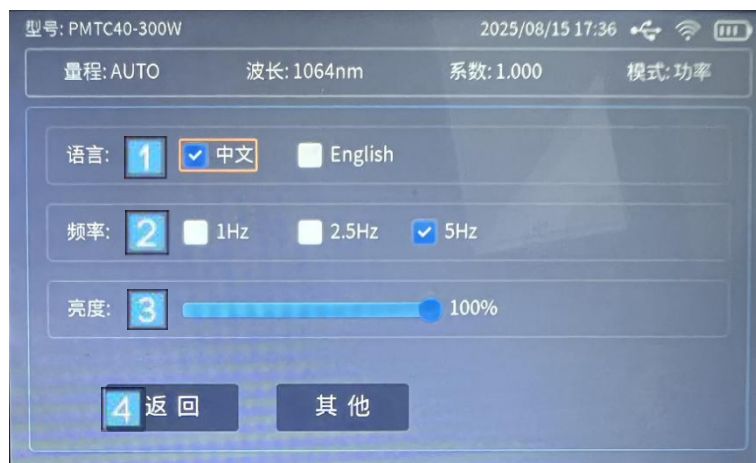 型号: PMTC40-300W 2025/08/15 17:36
量程: AUTO 波长: 1064nm 系数: 1.000 模式: 功率
语言: 1 中文 English
频率: 2 1Hz 2.5Hz 5Hz
亮度: 3 100%
4 返回 其他